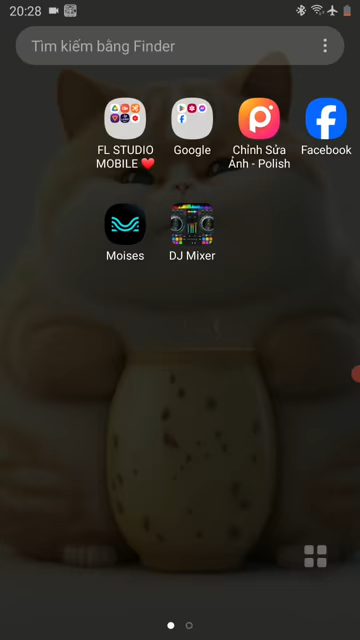 20:28
Tìm kiếm bằng Finder
FL STUDIO
MOBILE ❤️
Google
Chỉnh Sửa
Ảnh - Polish
Facebook
Moises
DJ Mixer